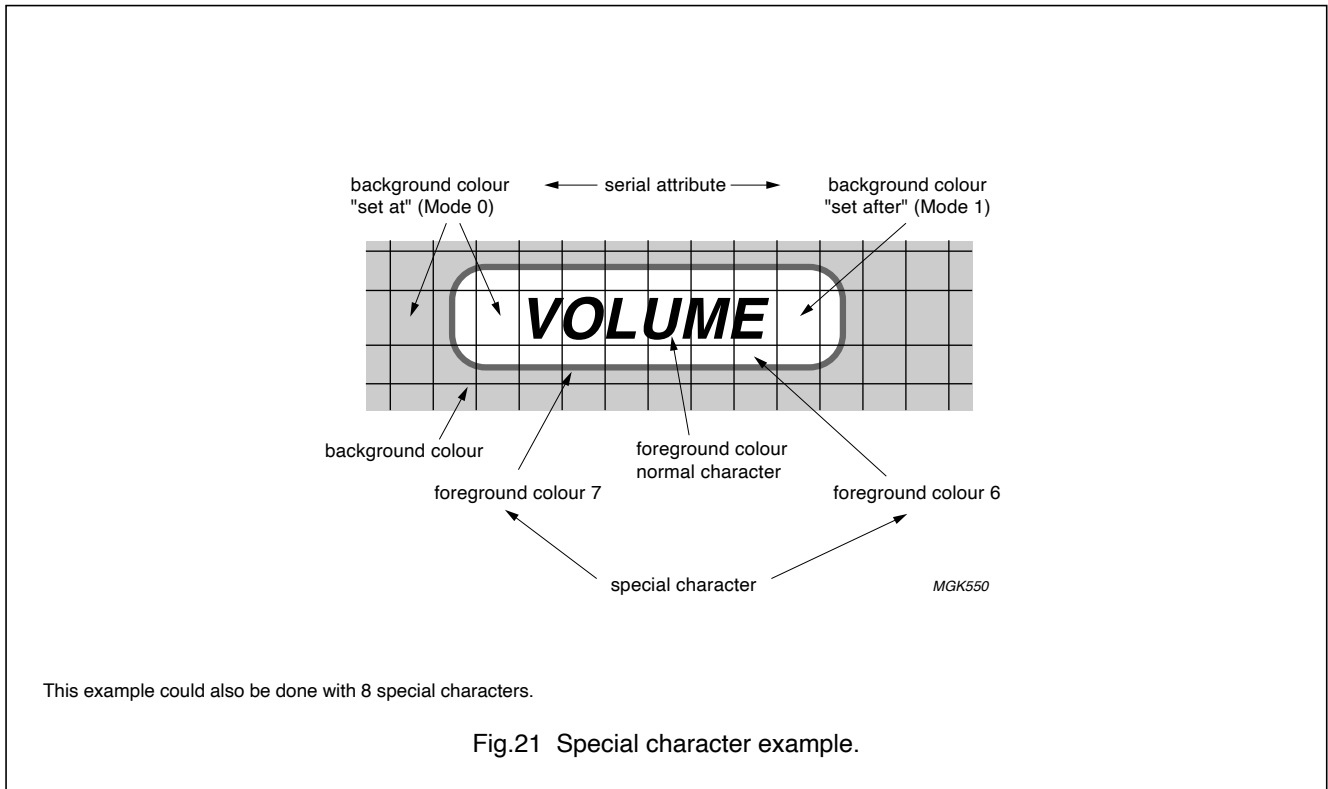 background colour
"set at" (Mode 0)
serial attribute
background colour
"set after" (Mode 1)
VOLUME
background colour
foreground colour
normal character
foreground colour 7
foreground colour 6
special character
MGK550
This example could also be done with 8 special characters.
Fig.21 Special character example.